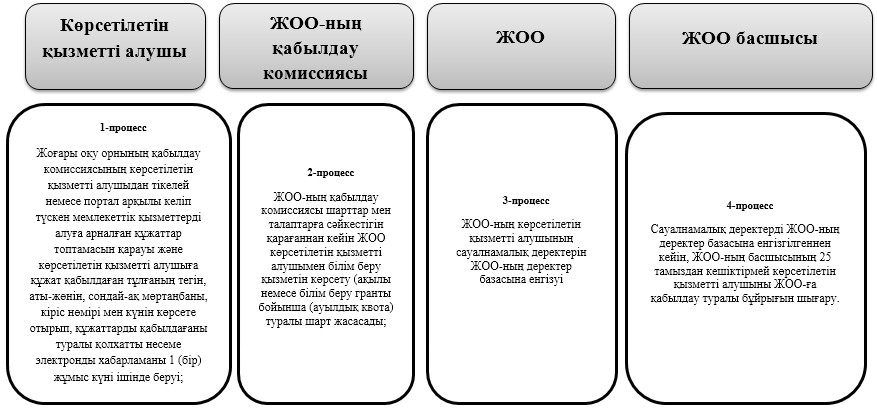 Көрсетілетін
қызметті алушы
ЖОО-ның
қабылдау
комиссиясы
ЖОО
ЖОО басшысы
1-процесс
Жоғары оқу орнының қабылдау
комиссиясының көрсетілетін
қызметті алушыдан тікелей
немесе портал арқылы келіп
түскен мемлекеттік қызметтерді
алуға арналған құжаттар
топтамасын қарауы және
көрсетілетін қызметті алушыға
құжат қабылдаған тұлғаның тегін,
аты-жөнін, сондай-ақ мөртаңбаны,
кіріс нөмірі мен күнін көрсете
отырып, құжаттарды қабылдағаны
туралы қолхатты несеме
электронды хабарламаны 1 (бір)
жұмыс күні ішінде беруі;
2-процесс
ЖОО-ның қабылдау
комиссиясы шарттар мен
талаптарға сәйкестігін
қарағаннан кейін ЖОО
көрсетілетін қызметті
алушымен білім беру
қызметін көрсету (ақылы
немесе білім беру гранты
бойынша (ауылдық квота)
туралы шарт жасасады;
3-процесс
ЖОО-ның көрсетілетін
қызметті алушының
сауалнамалық деректерін
ЖОО-ның деректер
базасына енгізуі
4-процесс
Сауалнамалық деректерді ЖОО-ның
деректер базасына енгізгілгеннен
кейін, ЖОО-ның басшысының 25
тамыздан кешіктірмей көрсетілетін
қызметті алушыны ЖОО-ға
қабылдау туралы бұйрығын шығару.